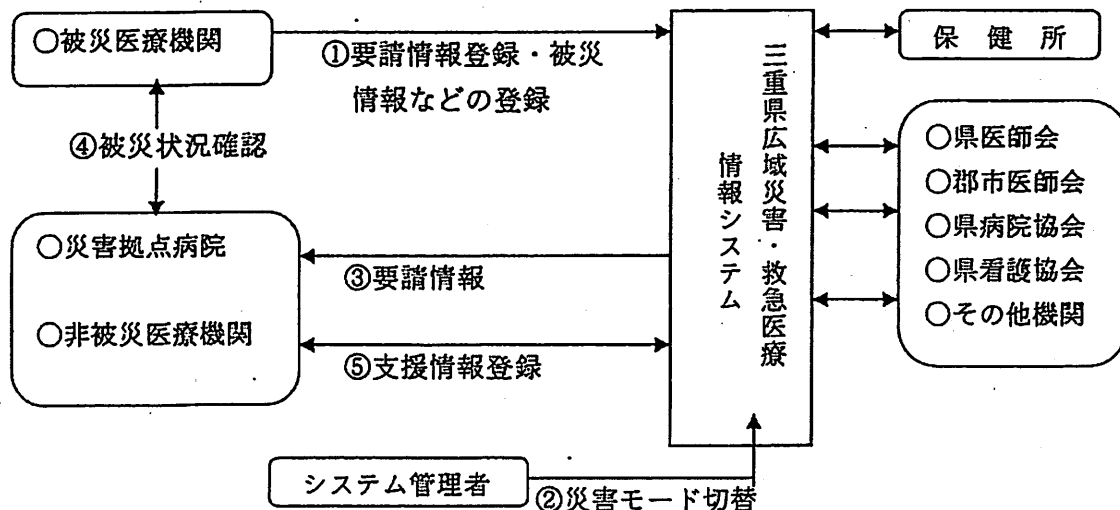 ○被災医療機関
①要請情報登録・被災
情報などの登録
④被災状況確認
○災害拠点病院
○非被災医療機関
③要請情報
⑤支援情報登録
三重県広域災害・救急医療
情報システム
保健所
○県医師会
○郡市医師会
○県病院協会
○県看護協会
○その他機関
システム管理者
②災害モード切替